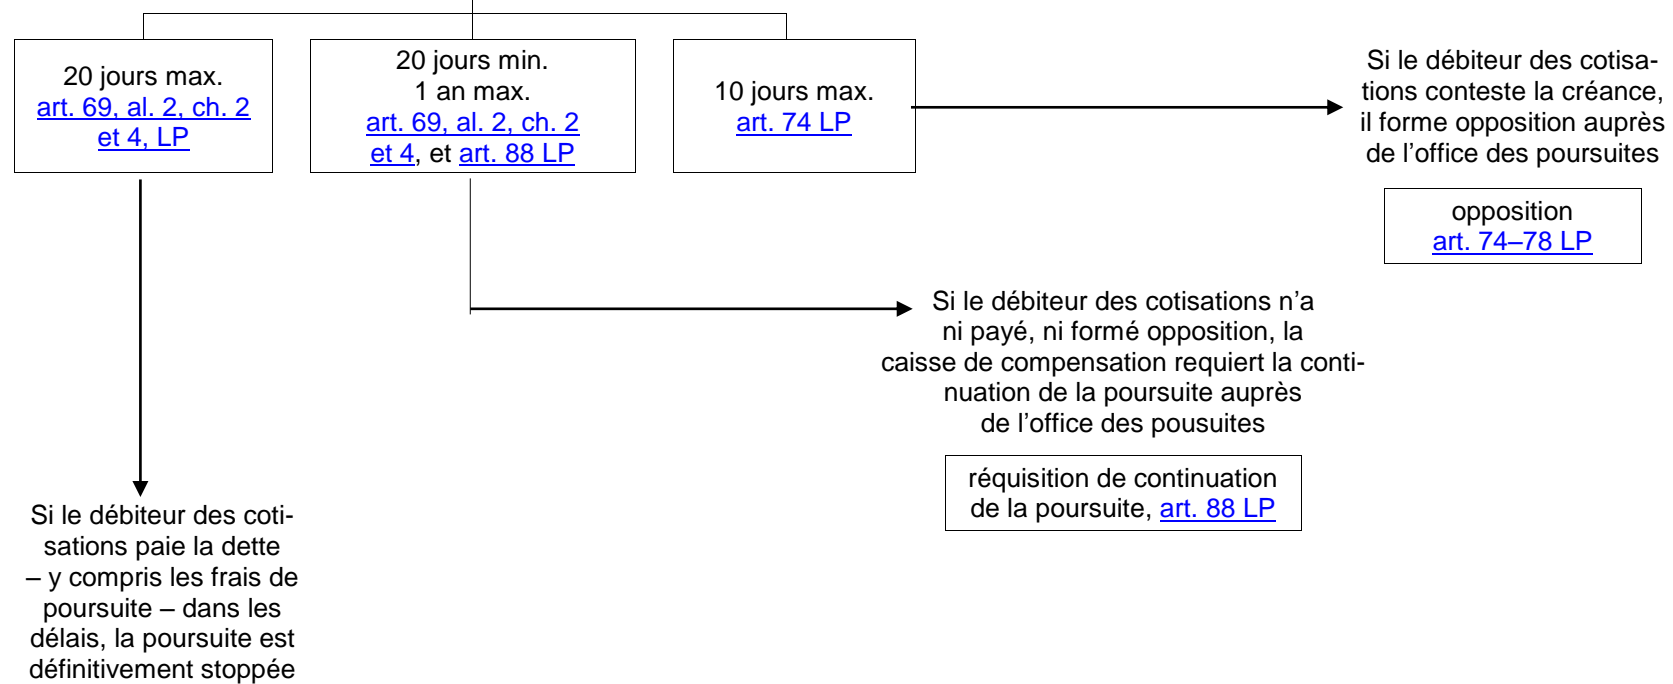 20 jours max.
art. 69, al. 2, ch. 2
et 4, LP
20 jours min.
1 an max.
art. 69, al. 2, ch. 2
et 4, et art. 88 LP
10 jours max.
art. 74 LP
Si le débiteur des cotisa-
tions conteste la créance,
il forme opposition auprès
de l’office des poursuites
opposition
art. 74–78 LP
Si le débiteur des cotisations n’a
ni payé, ni formé opposition, la
caisse de compensation requiert la conti-
nuation de la poursuite auprès
de l’office des pousuites
réquisition de continuation
de la poursuite, art. 88 LP
Si le débiteur des coti-
sations paie la dette
– y compris les frais de
poursuite – dans les
délais, la poursuite est
définitivement stoppée